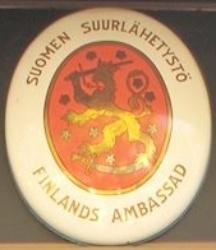 SUOMEN SUURLÄHETYSTÖ
FINLANDS AMBASSAD